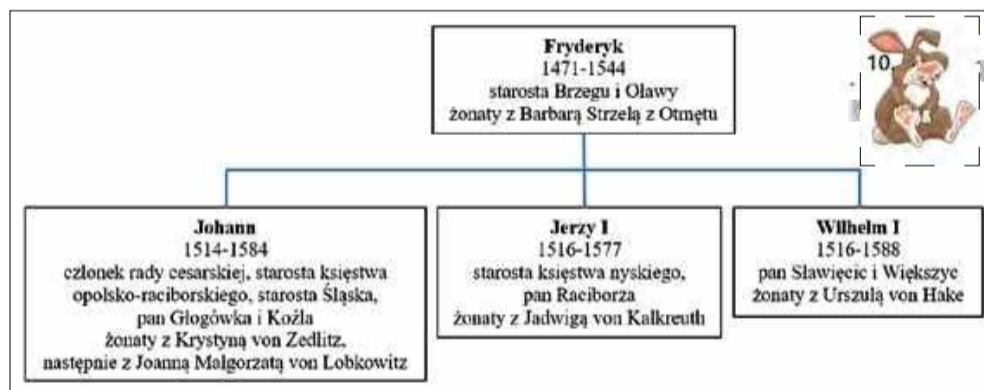 Fryderyk
1471-1544
starosta Brzegu i Oławy
żonaty z Barbarą Strzelą z Otmętu
10.
Johann
1514-1584
członek rady cesarskiej, starosta księstwa
opolsko-raciborskiego, starosta Śląska,
pan Głogówka i Koźla
żonaty z Krystyną von Zedlitz,
następnie z Joanną Małgorzatą von Lobkowitz
Jerzy I
1516-1577
starosta księstwa nyskiego,
pan Raciborza
żonaty z Jadwigą von Kalkreuth
Wilhelm I
1516-1588
pan Sławięcic i Większyc
żonaty z Urszulą von Hake